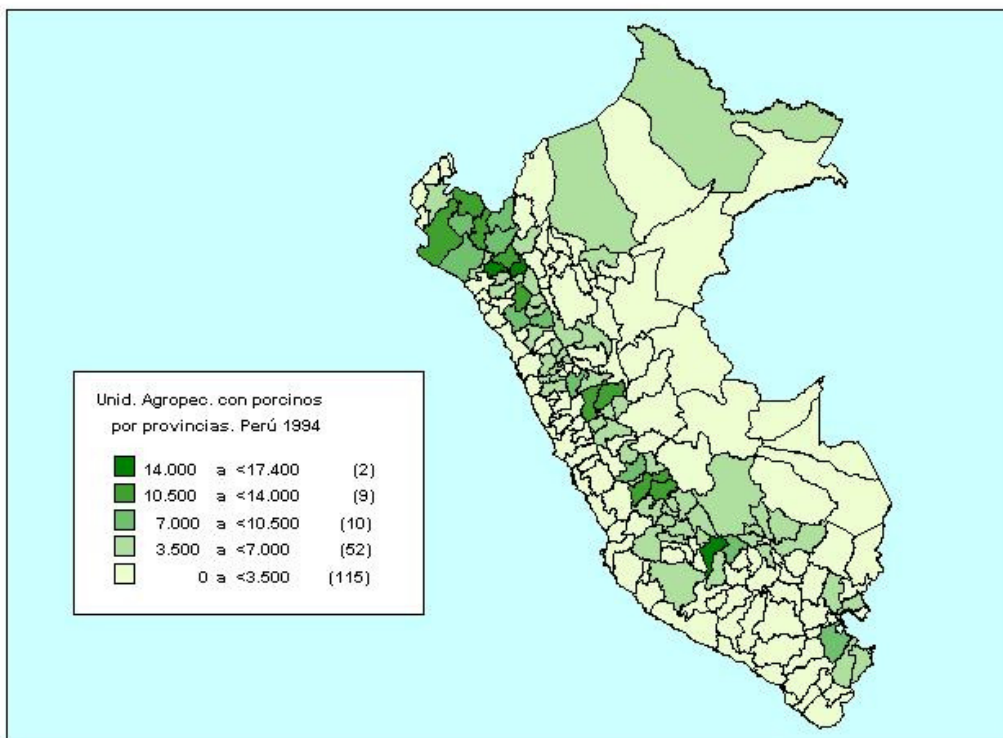 Unid. Agropec. con porcinos
por provincias. Perú 1994
14.000 a <17.400 (2)
10.500 a <14.000 (9)
7.000 a <10.500 (10)
3.500 a <7.000 (52)
0 a <3.500 (115)